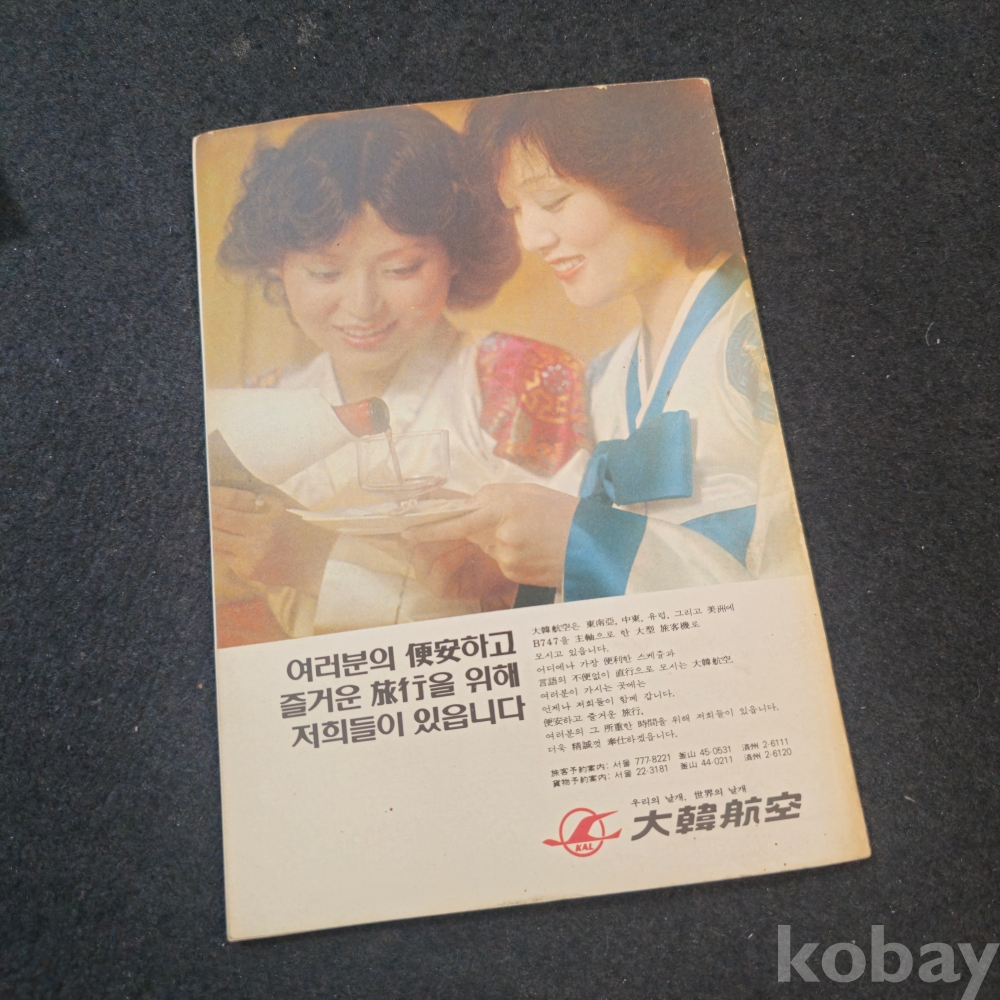 여러분의 便安하고
즐거운 旅行을 위해
저희들이 있읍니다
大韓航空은 東南亞, 中東, 유럽, 그리고 美洲에
B747을 主軸으로 한 大型 旅客機로
모시고 있읍니다.
어디에나 가장 便利한 스케쥴과
言語의 不便없이 直行으로 모시는 大韓航空.
여러분이 가시는 곳에는
언제나 저희들이 함께 갑니다.
便安하고 즐거운 旅行,
여러분의 그 所重한 時間을 위해 저희들이 있읍니다.
더욱 精誠껏 奉仕하겠읍니다.
旅客予約案内: 서울 777-8221 釜山 45-0531 済州 2-6111
貨物予約案内: 서울 22-3181 釜山 44-0211 済州 2-6120
우리의 날개, 世界의 날개
KAL 大韓航空
kobay